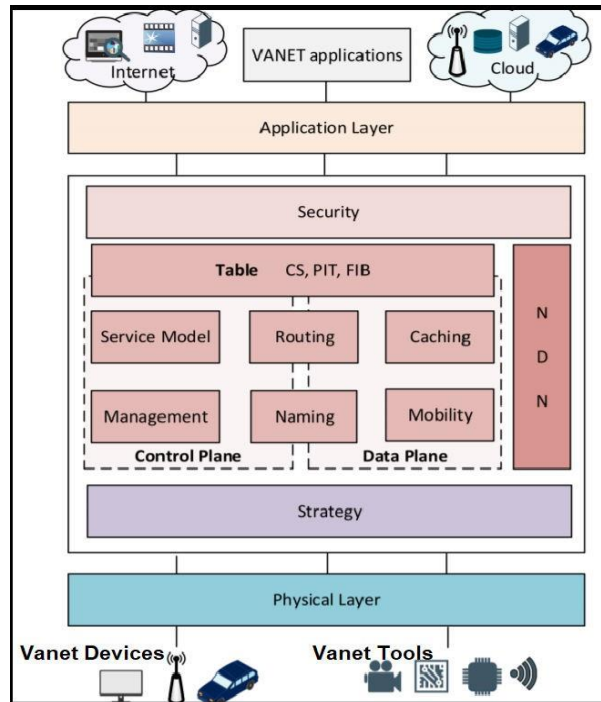 Internet
VANET applications
Cloud
Application Layer
Security
Table CS, PIT, FIB
Service Model
Routing
Caching
Management
Naming
Mobility
Control Plane
Data Plane
N
D
N
Strategy
Physical Layer
Vanet Devices
Vanet Tools